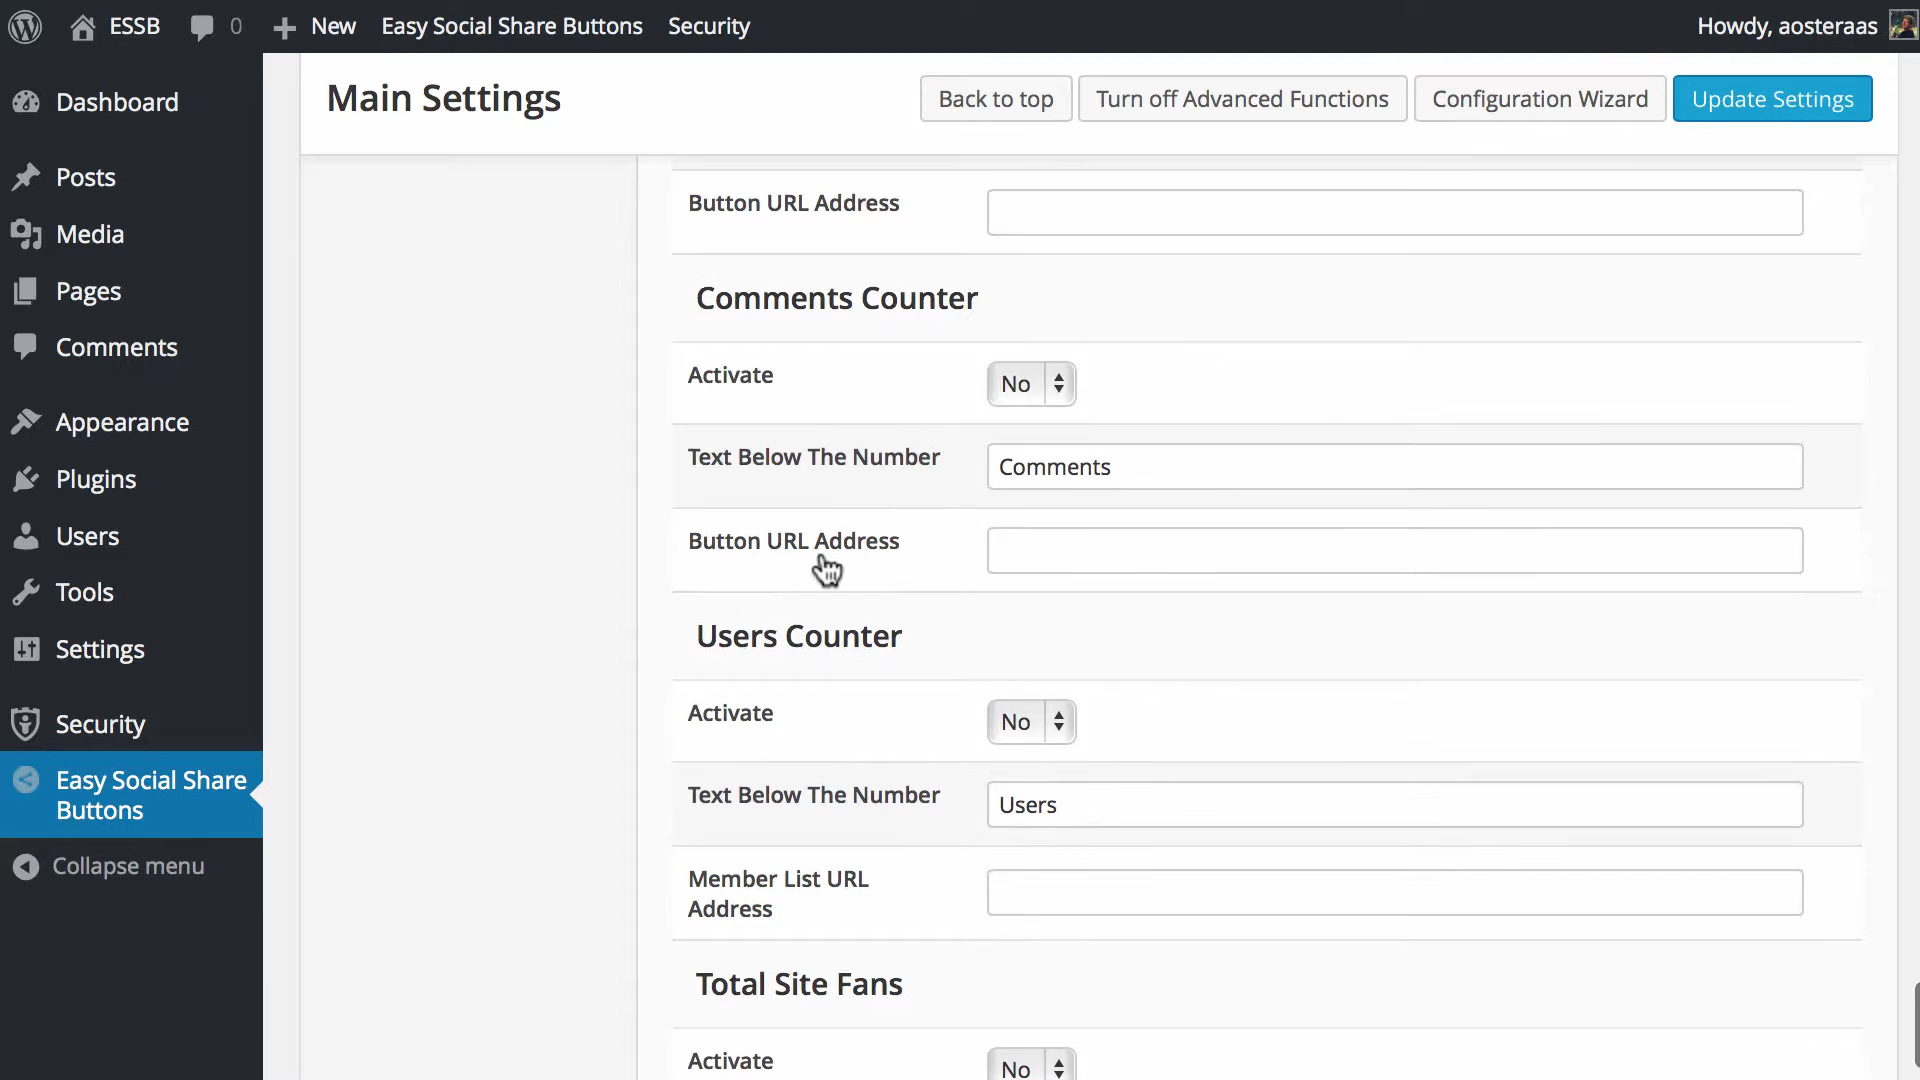 ESSB
0
New
Easy Social Share Buttons
Security
Howdy, aosteraas
Dashboard
Posts
Media
Pages
Comments
Appearance
Plugins
Users
Tools
Settings
Security
Easy Social Share
Buttons
Collapse menu
Main Settings
Back to top
Turn off Advanced Functions
Configuration Wizard
Update Settings
Button URL Address
Comments Counter
Activate
No
Text Below The Number
Comments
Button URL Address
Users Counter
Activate
No
Text Below The Number
Users
Member List URL
Address
Total Site Fans
Activate
No